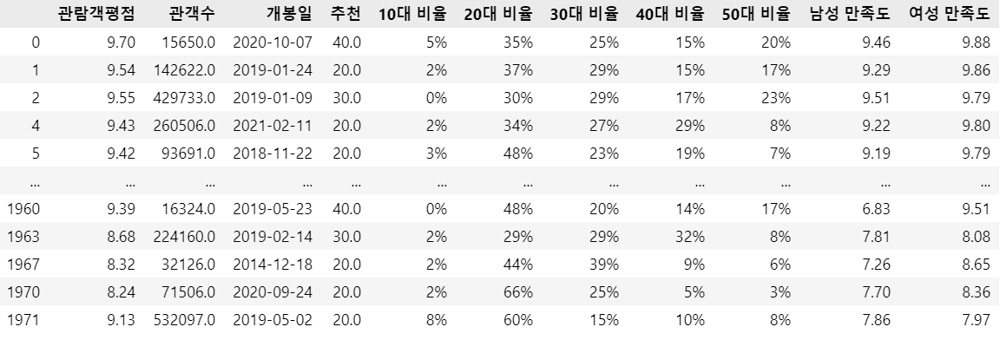 관람객평점 관객수 개봉일 추천 10대 비율 20대 비율 30대 비율 40대 비율 50대 비율 남성 만족도 여성 만족도
0 9.70 15650.0 2020-10-07 40.0 5% 35% 25% 15% 20% 9.46 9.88
1 9.54 142622.0 2019-01-24 20.0 2% 37% 29% 15% 17% 9.29 9.86
2 9.55 429733.0 2019-01-09 30.0 0% 30% 29% 17% 23% 9.51 9.79
4 9.43 260506.0 2021-02-11 20.0 2% 34% 27% 29% 8% 9.22 9.80
5 9.42 93691.0 2018-11-22 20.0 3% 48% 23% 19% 7% 9.19 9.79
... ... ... ... ... ... ... ... ... ... ... ...
1960 9.39 16324.0 2019-05-23 40.0 0% 48% 20% 14% 17% 6.83 9.51
1963 8.68 224160.0 2019-02-14 30.0 2% 29% 29% 32% 8% 7.81 8.08
1967 8.32 32126.0 2014-12-18 20.0 2% 44% 39% 9% 6% 7.26 8.65
1970 8.24 71506.0 2020-09-24 20.0 2% 66% 25% 5% 3% 7.70 8.36
1971 9.13 532097.0 2019-05-02 20.0 8% 60% 15% 10% 8% 7.86 7.97